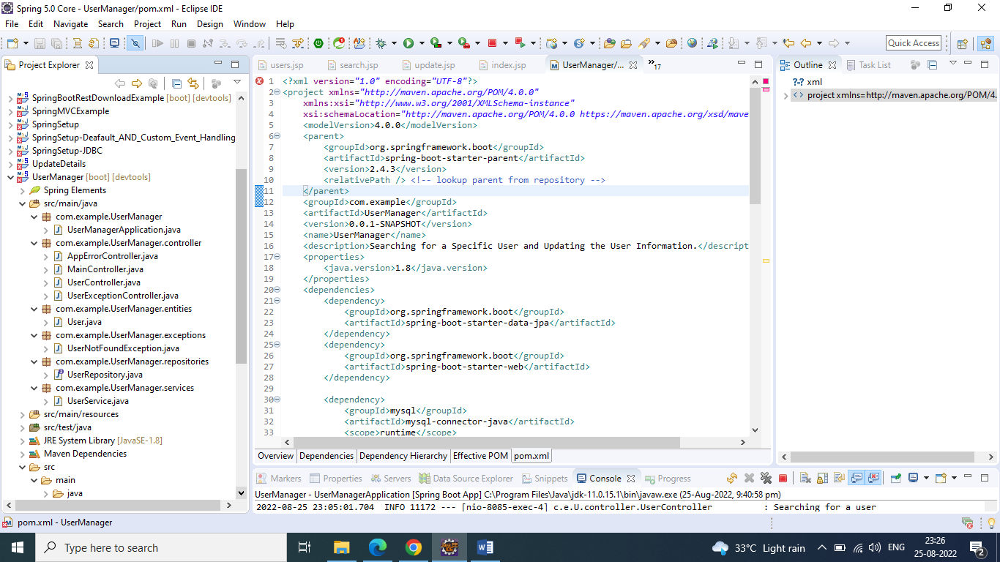 Spring 5.0 Core - UserManager/pom.xml - Eclipse IDE
File Edit Navigate Search Project Run Design Window Help
Quick Access
Project Explorer
SpringBootRestDownloadExample [boot] [devtools]
SpringMVCExample
SpringSetup
SpringSetup-Deafault_AND_Custom_Event_Handling
SpringSetup-JDBC
UpdateDetails
UserManager [boot] [devtools]
Spring Elements
src/main/java
com.example.UserManager
UserManagerApplication.java
com.example.UserManager.controller
AppErrorController.java
MainController.java
UserController.java
UserExceptionController.java
com.example.UserManager.entities
User.java
com.example.UserManager.exceptions
UserNotFoundException.java
com.example.UserManager.repositories
UserRepository.java
com.example.UserManager.services
UserService.java
src/main/resources
src/test/java
JRE System Library [JavaSE-1.8]
Maven Dependencies
src
main
java
users.jsp search.jsp update.jsp index.jsp UserManager/... »17
1 <?xml version="1.0" encoding="UTF-8"?>
2 <project xmlns="http://maven.apache.org/POM/4.0.0"
3 xmlns:xsi="http://www.w3.org/2001/XMLSchema-instance"
4 xsi:schemaLocation="http://maven.apache.org/POM/4.0.0 https://maven.apache.org/xsd/mave
5 <modelVersion>4.0.0</modelVersion>
6 <parent>
7 <groupId>org.springframework.boot</groupId>
8 <artifactId>spring-boot-starter-parent</artifactId>
9 <version>2.4.3</version>
10 <relativePath /> <!-- lookup parent from repository -->
11 </parent>
12 <groupId>com.example</groupId>
13 <artifactId>UserManager</artifactId>
14 <version>0.0.1-SNAPSHOT</version>
15 <name>UserManager</name>
16 <description>Searching for a Specific User and Updating the User Information.</descript
17 <properties>
18 <java.version>1.8</java.version>
19 </properties>
20 <dependencies>
21 <dependency>
22 <groupId>org.springframework.boot</groupId>
23 <artifactId>spring-boot-starter-data-jpa</artifactId>
24 </dependency>
25 <dependency>
26 <groupId>org.springframework.boot</groupId>
27 <artifactId>spring-boot-starter-web</artifactId>
28 </dependency>
29
30 <dependency>
31 <groupId>mysql</groupId>
32 <artifactId>mysql-connector-java</artifactId>
33 <scope>runtime</scope>
Overview Dependencies Dependency Hierarchy Effective POM pom.xml
Outline Task List
?? xml
project xmlns=http://maven.apache.org/POM/4.
Markers Properties Servers Data Source Explorer Snippets Console Progress
UserManager - UserManagerApplication [Spring Boot App] C:\Program Files\Java\jdk-11.0.15.1\bin\javaw.exe (25-Aug-2022, 9:40:58 pm)
2022-08-25 23:05:01.704 INFO 11172 --- [nio-8085-exec-4] c.e.U.controller.UserController : Searching for a user
pom.xml - UserManager
Type here to search
33°C Light rain
ENG
23:26
25-08-2022
2